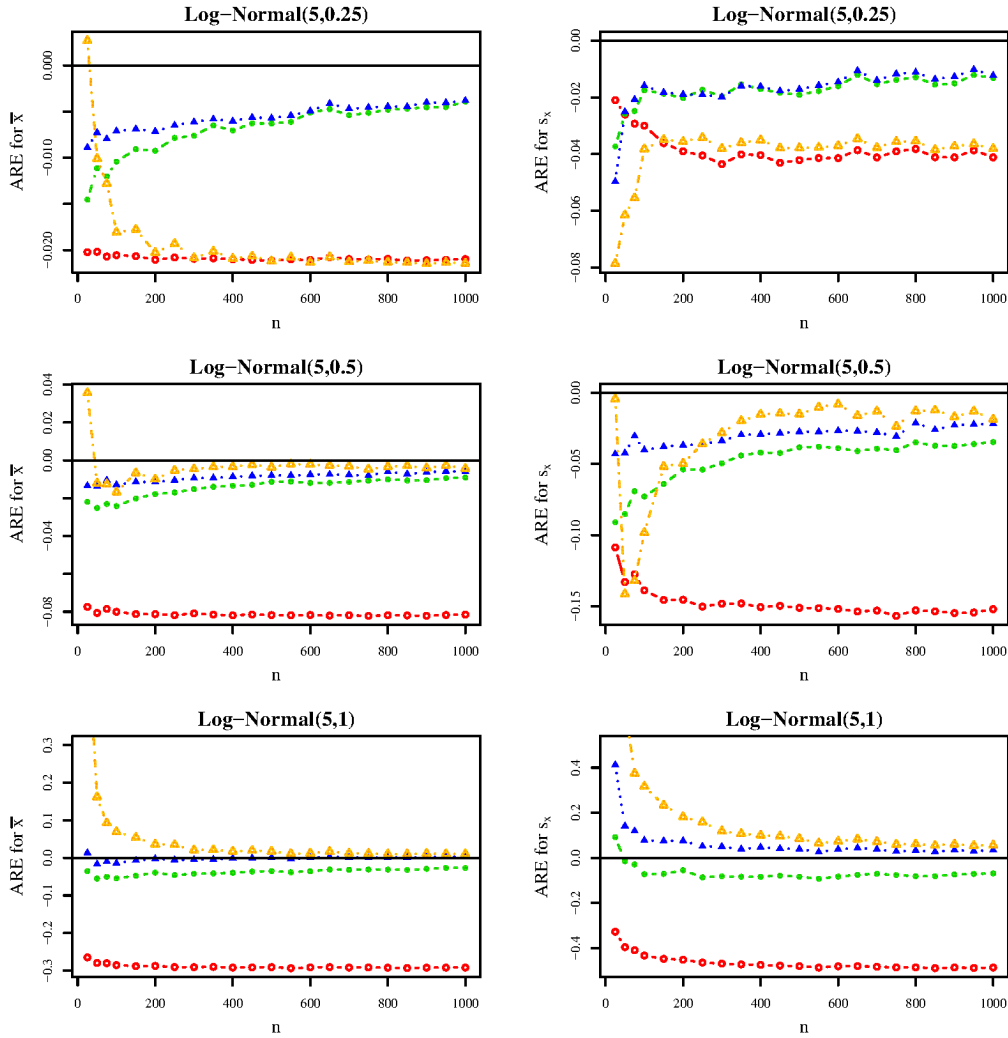 Log−Normal(5,0.25)
ARE for x̅
0.000
−0.010
−0.020
0 200 400 600 800 1000
n
Log−Normal(5,0.25)
ARE for sₓ
0.00
−0.02
−0.04
−0.06
−0.08
0 200 400 600 800 1000
n
Log−Normal(5,0.5)
ARE for x̅
0.04
0.02
0.00
−0.04
−0.08
0 200 400 600 800 1000
n
Log−Normal(5,0.5)
ARE for sₓ
0.00
−0.05
−0.10
−0.15
0 200 400 600 800 1000
n
Log−Normal(5,1)
ARE for x̅
0.3
0.2
0.1
0.0
−0.1
−0.2
−0.3
0 200 400 600 800 1000
n
Log−Normal(5,1)
ARE for sₓ
0.4
0.2
0.0
−0.2
−0.4
0 200 400 600 800 1000
n